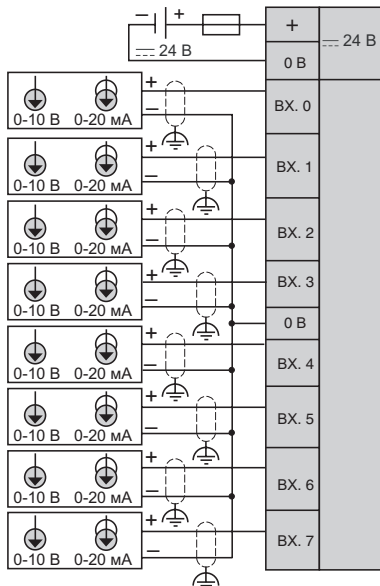 − +
+
⎓ 24 В
⎓ 24 В
0 В
+
−
0-10 В 0-20 мА
ВХ. 0
+
−
0-10 В 0-20 мА
ВХ. 1
+
−
0-10 В 0-20 мА
ВХ. 2
+
−
0-10 В 0-20 мА
ВХ. 3
0 В
+
−
0-10 В 0-20 мА
ВХ. 4
+
−
0-10 В 0-20 мА
ВХ. 5
+
−
0-10 В 0-20 мА
ВХ. 6
+
−
0-10 В 0-20 мА
ВХ. 7